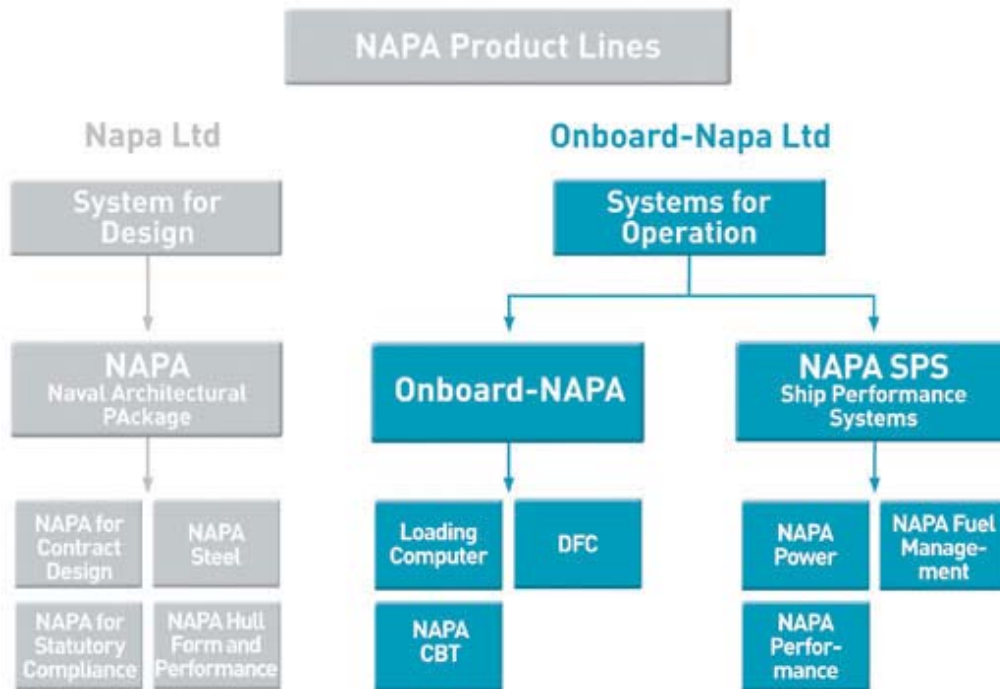 NAPA Product Lines
Napa Ltd
Onboard-Napa Ltd
System for
Design
Systems for
Operation
NAPA
Naval Architectural
PAckage
Onboard-NAPA
NAPA SPS
Ship Performance
Systems
NAPA for
Contract
Design
NAPA
Steel
Loading
Computer
DFC
NAPA
Power
NAPA Fuel
Manage-
ment
NAPA for
Statutory
Compliance
NAPA Hull
Form and
Performance
NAPA
CBT
NAPA
Perfor-
mance